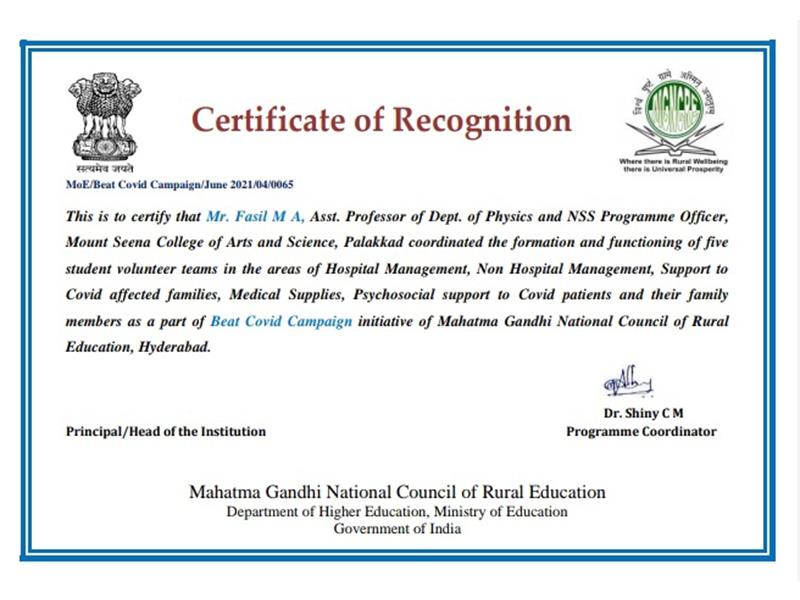 Certificate of Recognition
सत्यमेव जयते
MGNCRE
Where there is Rural Wellbeing
there is Universal Prosperity
MoE/Beat Covid Campaign/June 2021/04/0065
This is to certify that Mr. Fasil M A, Asst. Professor of Dept. of Physics and NSS Programme Officer,
Mount Seena College of Arts and Science, Palakkad coordinated the formation and functioning of five
student volunteer teams in the areas of Hospital Management, Non Hospital Management, Support to
Covid affected families, Medical Supplies, Psychosocial support to Covid patients and their family
members as a part of Beat Covid Campaign initiative of Mahatma Gandhi National Council of Rural
Education, Hyderabad.
Dr. Shiny C M
Principal/Head of the Institution
Programme Coordinator
Mahatma Gandhi National Council of Rural Education
Department of Higher Education, Ministry of Education
Government of India